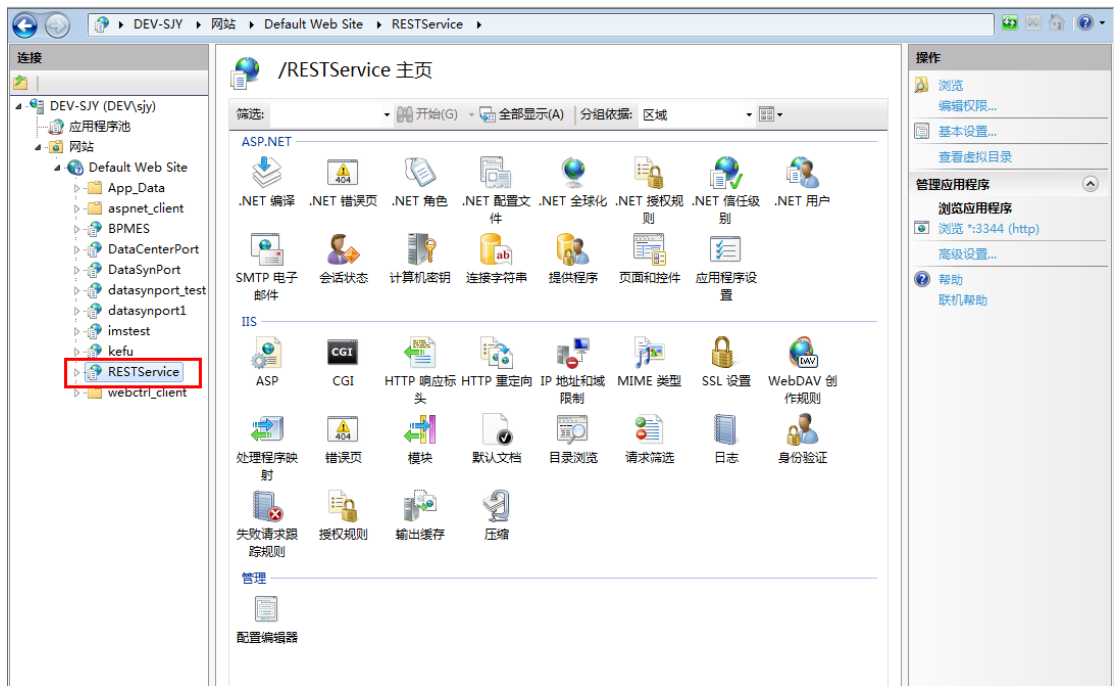 DEV-SJY 网站 Default Web Site RESTService
连接
DEV-SJY (DEV\sjy)
应用程序池
网站
Default Web Site
App_Data
aspnet_client
BPMES
DataCenterPort
DataSynPort
datasynport_test
datasynport1
imstest
kefu
RESTService
webctrl_client
/RESTService 主页
筛选: 开始(G) 全部显示(A) 分组依据: 区域
ASP.NET
.NET 编译 .NET 错误页 .NET 角色 .NET 配置文 .NET 全球化 .NET 授权规 .NET 信任级 .NET 用户
件 则 别
ab
SMTP 电子 会话状态 计算机密钥 连接字符串 提供程序 页面和控件 应用程序设
邮件 置
IIS
CGI
DAV
ASP CGI HTTP 响应标 HTTP 重定向 IP 地址和域 MIME 类型 SSL 设置 WebDAV 创
头 限制 作规则
404
处理程序映 错误页 模块 默认文档 目录浏览 请求筛选 日志 身份验证
射
失败请求跟 授权规则 输出缓存 压缩
踪规则
管理
配置编辑器
操作
浏览
编辑权限...
基本设置...
查看虚拟目录
管理应用程序
浏览应用程序
浏览 *:3344 (http)
高级设置...
帮助
联机帮助